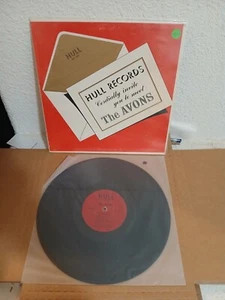 HULL
HULL RECORDS
Cordially invite
you to meet
The AVONS